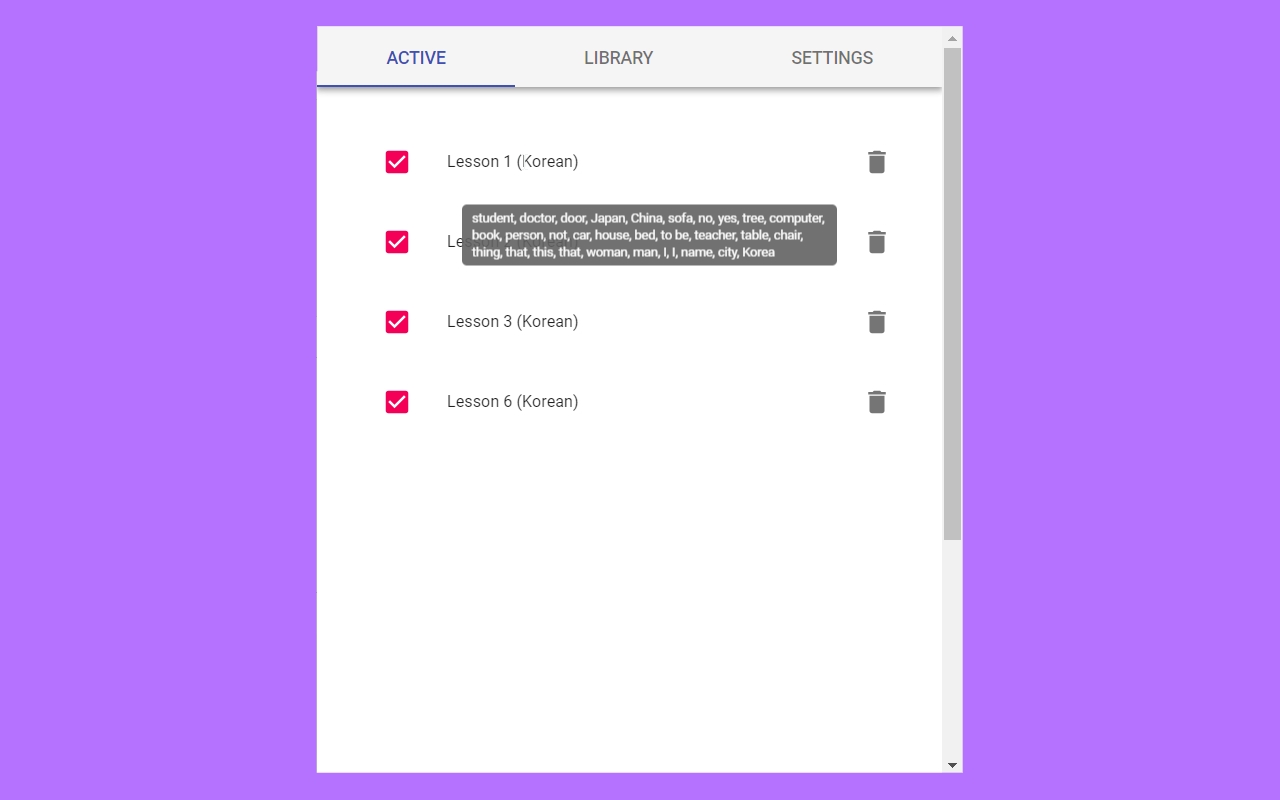 ACTIVE LIBRARY SETTINGS
Lesson 1 (Korean)
student, doctor, door, Japan, China, sofa, no, yes, tree, computer,
book, person, not, car, house, bed, to be, teacher, table, chair,
thing, that, this, that, woman, man, I, I, name, city, Korea
Lesson 3 (Korean)
Lesson 6 (Korean)